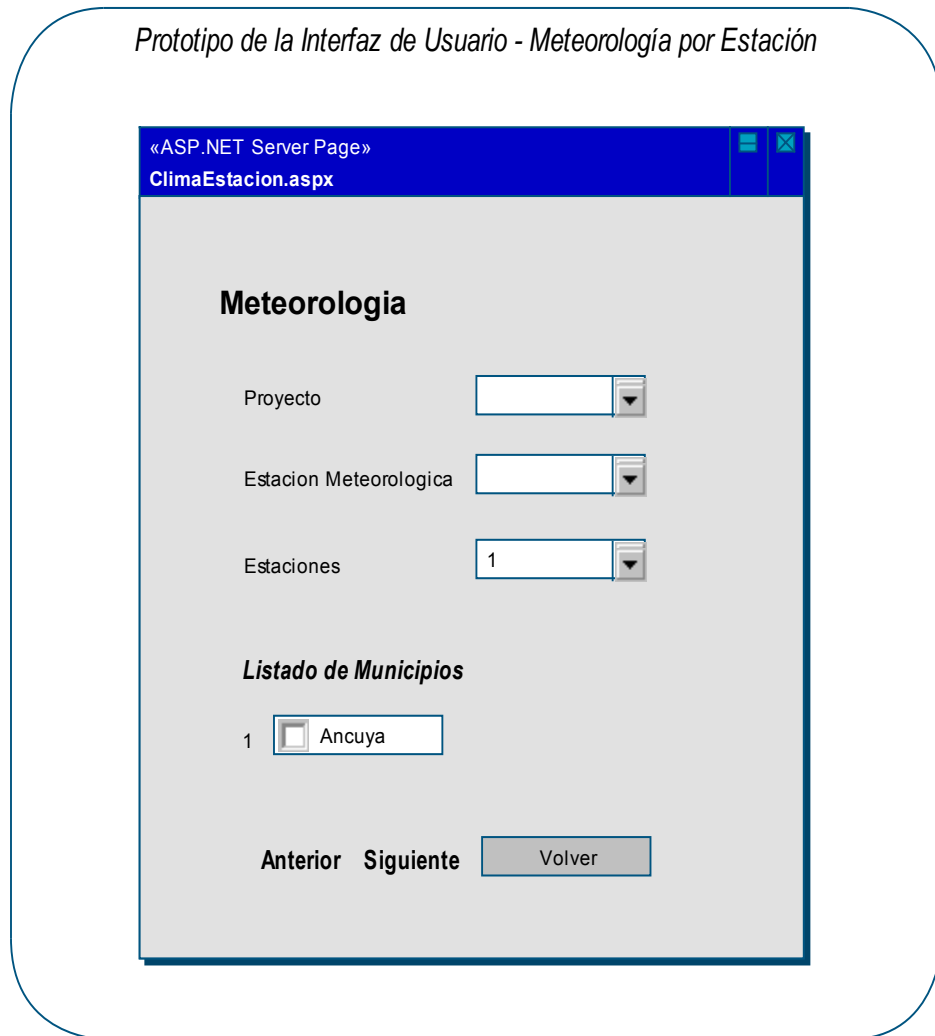 Prototipo de la Interfaz de Usuario - Meteorología por Estación
«ASP.NET Server Page»
ClimaEstacion.aspx
Meteorologia
Proyecto
Estacion Meteorologica
Estaciones 1
Listado de Municipios
1 Ancuya
Anterior Siguiente Volver